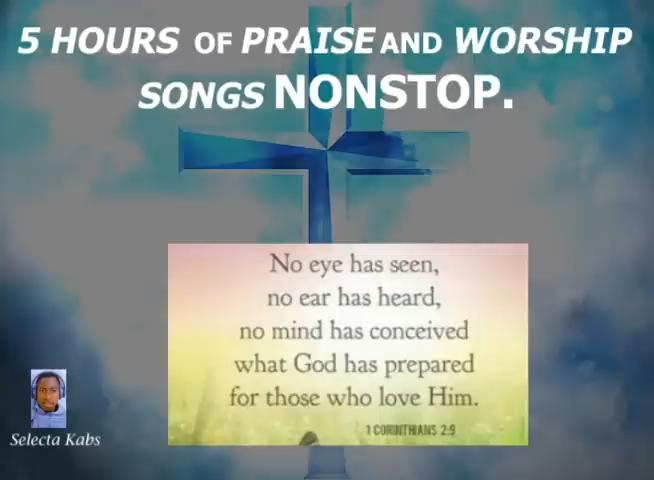 5 HOURS OF PRAISE AND WORSHIP
SONGS NONSTOP.
No eye has seen,
no ear has heard,
no mind has conceived
what God has prepared
for those who love Him.
1 CORINTHIANS 2:9
Selecta Kabs